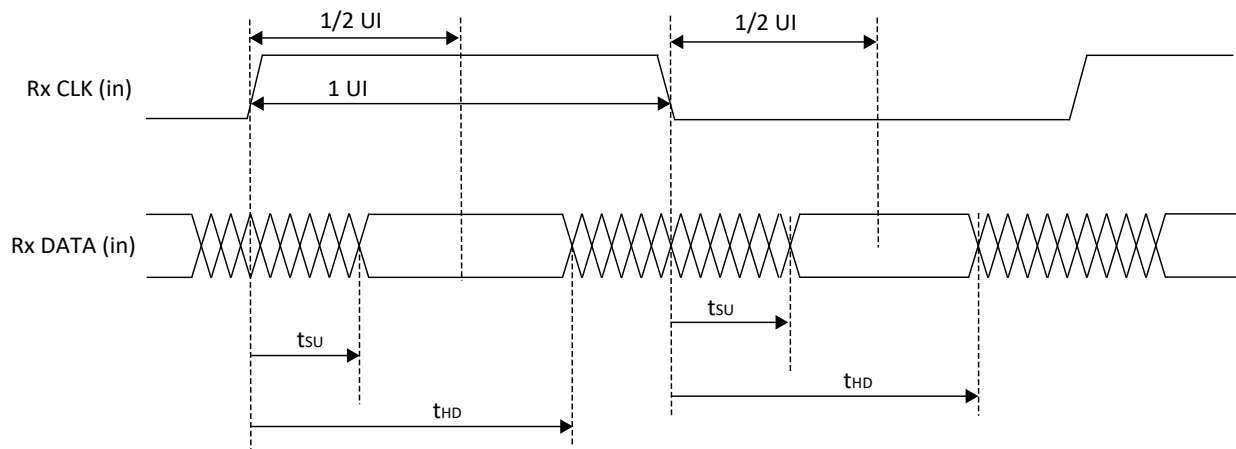 1/2 UI
1/2 UI
Rx CLK (in)
1 UI
Rx DATA (in)
tSU
tSU
tHD
tHD